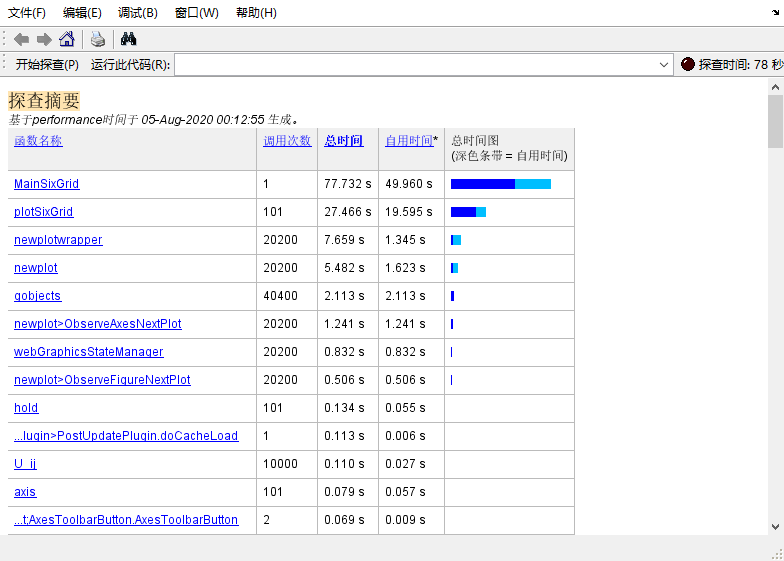 文件(F) 编辑(E) 调试(B) 窗口(W) 帮助(H)
开始探查(P) 运行此代码(R): 探查时间: 78 秒
探查摘要
基于performance时间于 05-Aug-2020 00:12:55 生成。
函数名称 调用次数 总时间 自用时间* 总时间图
(深色条带 = 自用时间)
MainSixGrid 1 77.732 s 49.960 s
plotSixGrid 101 27.466 s 19.595 s
newplotwrapper 20200 7.659 s 1.345 s
newplot 20200 5.482 s 1.623 s
gobjects 40400 2.113 s 2.113 s
newplot>ObserveAxesNextPlot 20200 1.241 s 1.241 s
webGraphicsStateManager 20200 0.832 s 0.832 s
newplot>ObserveFigureNextPlot 20200 0.506 s 0.506 s
hold 101 0.134 s 0.055 s
...lugin>PostUpdatePlugin.doCacheLoad 1 0.113 s 0.006 s
U_ij 10000 0.110 s 0.027 s
axis 101 0.079 s 0.057 s
...t;AxesToolbarButton.AxesToolbarButton 2 0.069 s 0.009 s